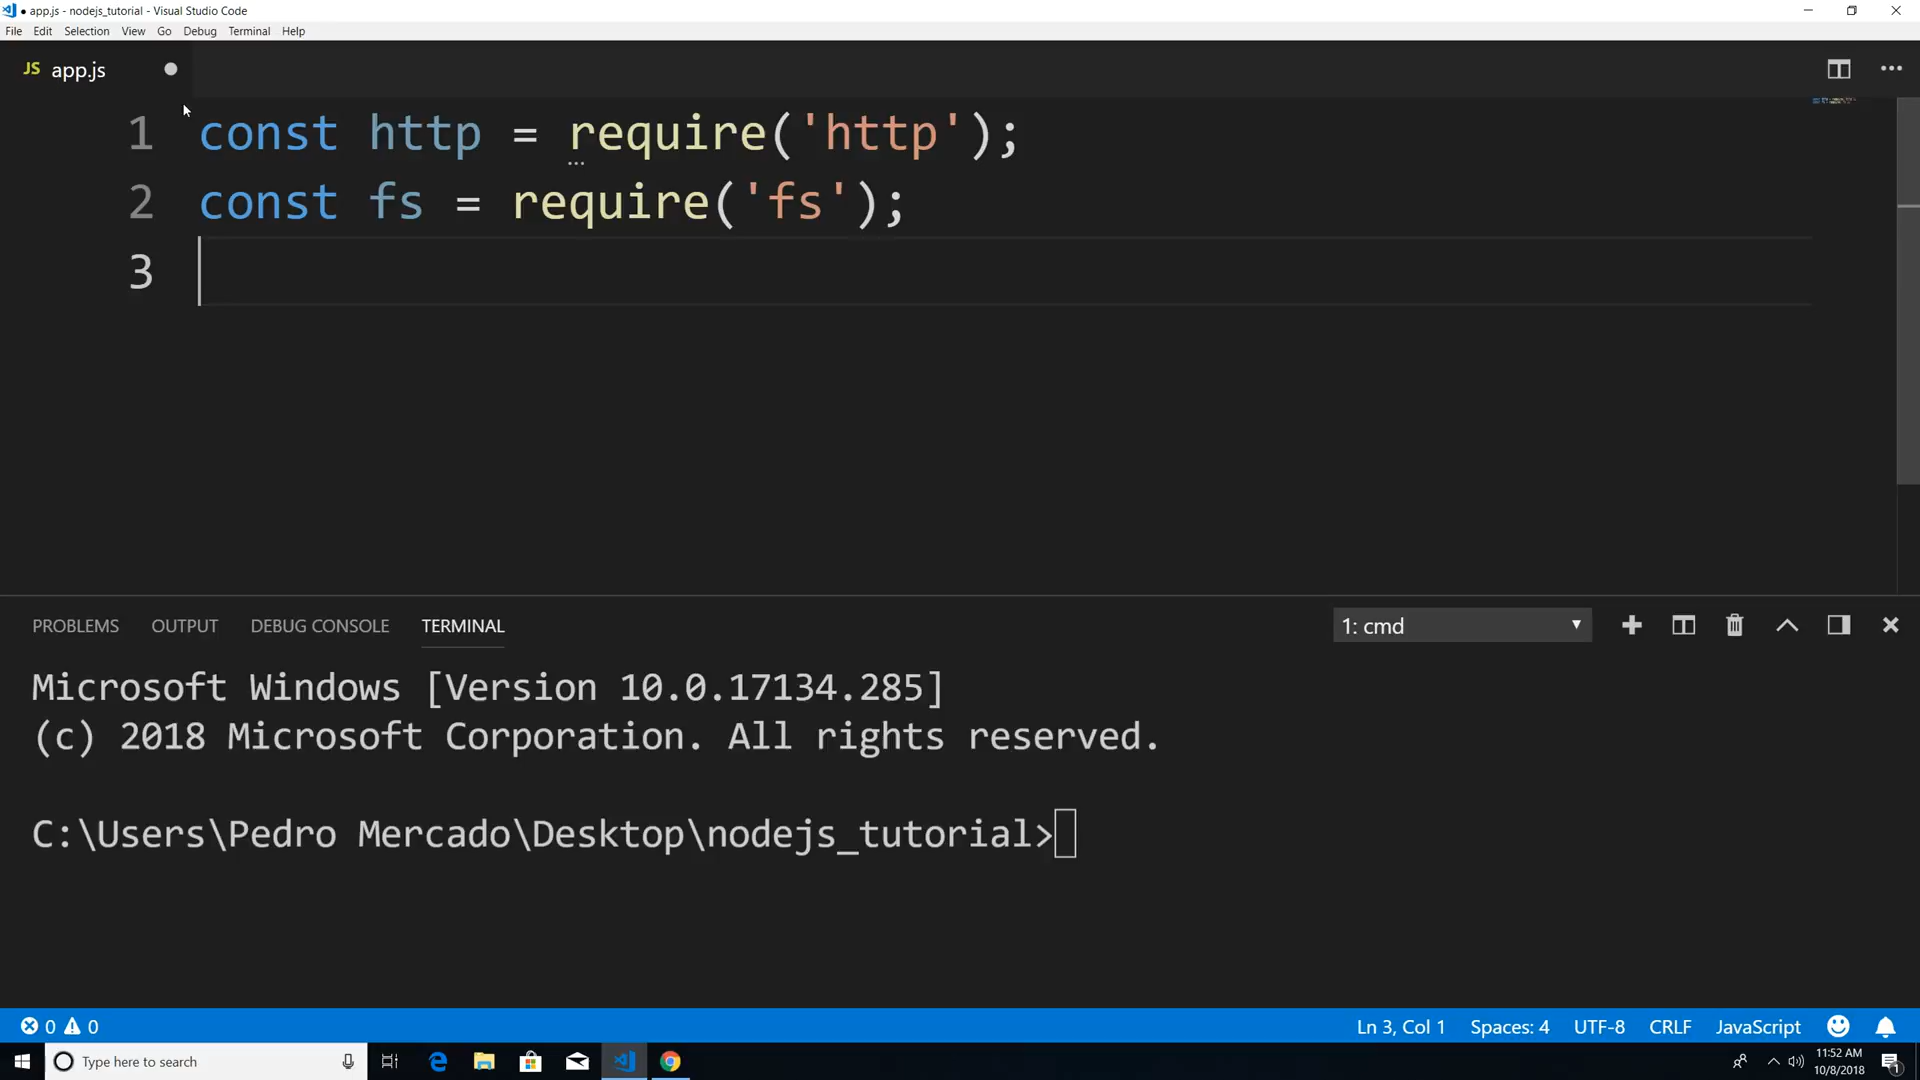 ● app.js - nodejs_tutorial - Visual Studio Code
File Edit Selection View Go Debug Terminal Help
JS app.js ●
1 const http = require('http');
2 const fs = require('fs');
3
PROBLEMS OUTPUT DEBUG CONSOLE TERMINAL 1: cmd
Microsoft Windows [Version 10.0.17134.285]
(c) 2018 Microsoft Corporation. All rights reserved.
C:\Users\Pedro Mercado\Desktop\nodejs_tutorial>
0 0 Ln 3, Col 1 Spaces: 4 UTF-8 CRLF JavaScript
Type here to search
11:52 AM
10/8/2018
1